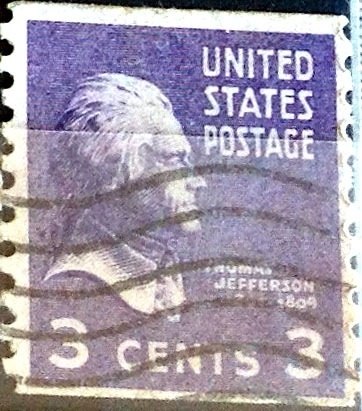 UNITED
STATES
POSTAGE
THOMAS
JEFFERSON
1809
3 CENTS 3